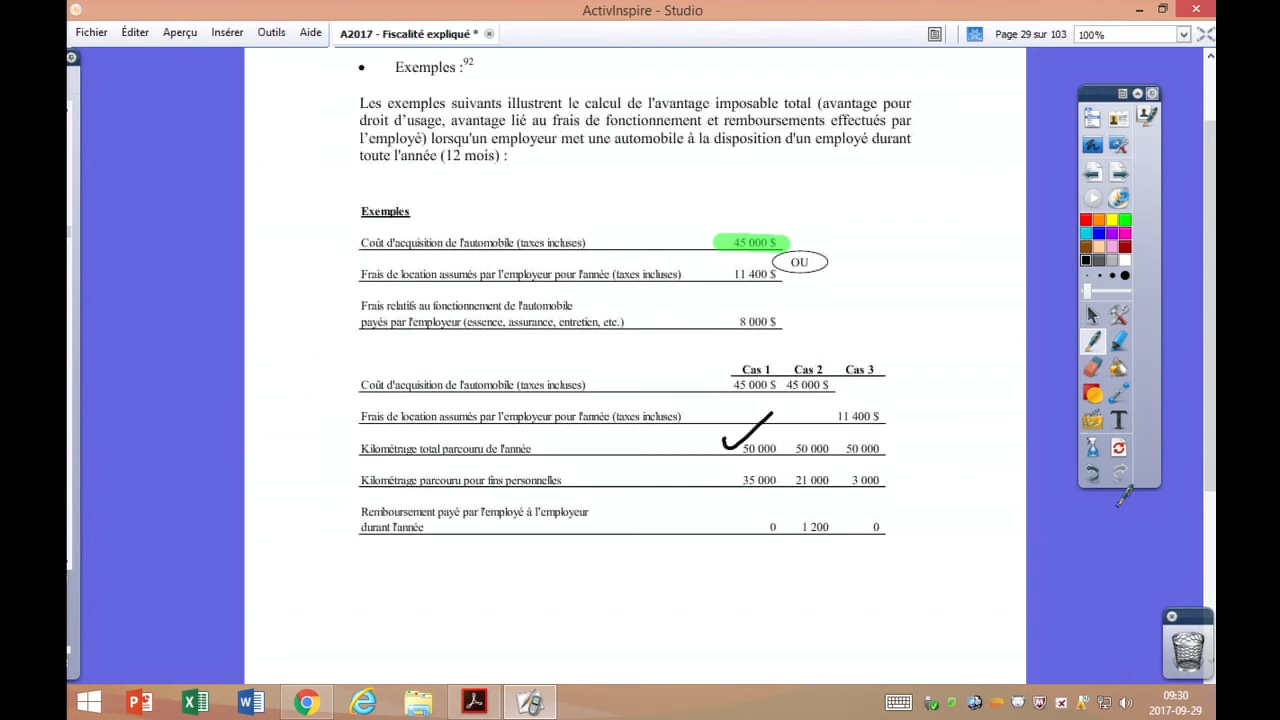 ActivInspire - Studio
Fichier Éditer Aperçu Insérer Outils Aide
A2017 - Fiscalité expliqué *
Page 29 sur 103
100%
• Exemples :92
Les exemples suivants illustrent le calcul de l'avantage imposable total (avantage pour
droit d'usage, avantage lié au frais de fonctionnement et remboursements effectués par
l'employé) lorsqu'un employeur met une automobile à la disposition d'un employé durant
toute l'année (12 mois) :
Exemples
Coût d'acquisition de l'automobile (taxes incluses) 45 000 $
OU
Frais de location assumés par l'employeur pour l'année (taxes incluses) 11 400 $
Frais relatifs au fonctionnement de l'automobile
payés par l'employeur (essence, assurance, entretien, etc.) 8 000 $
Cas 1 Cas 2 Cas 3
Coût d'acquisition de l'automobile (taxes incluses) 45 000 $ 45 000 $
Frais de location assumés par l'employeur pour l'année (taxes incluses) 11 400 $
Kilométrage total parcouru de l'année 50 000 50 000 50 000
Kilométrage parcouru pour fins personnelles 35 000 21 000 3 000
Remboursement payé par l'employé à l'employeur
durant l'année 0 1 200 0
09:30
2017-09-29